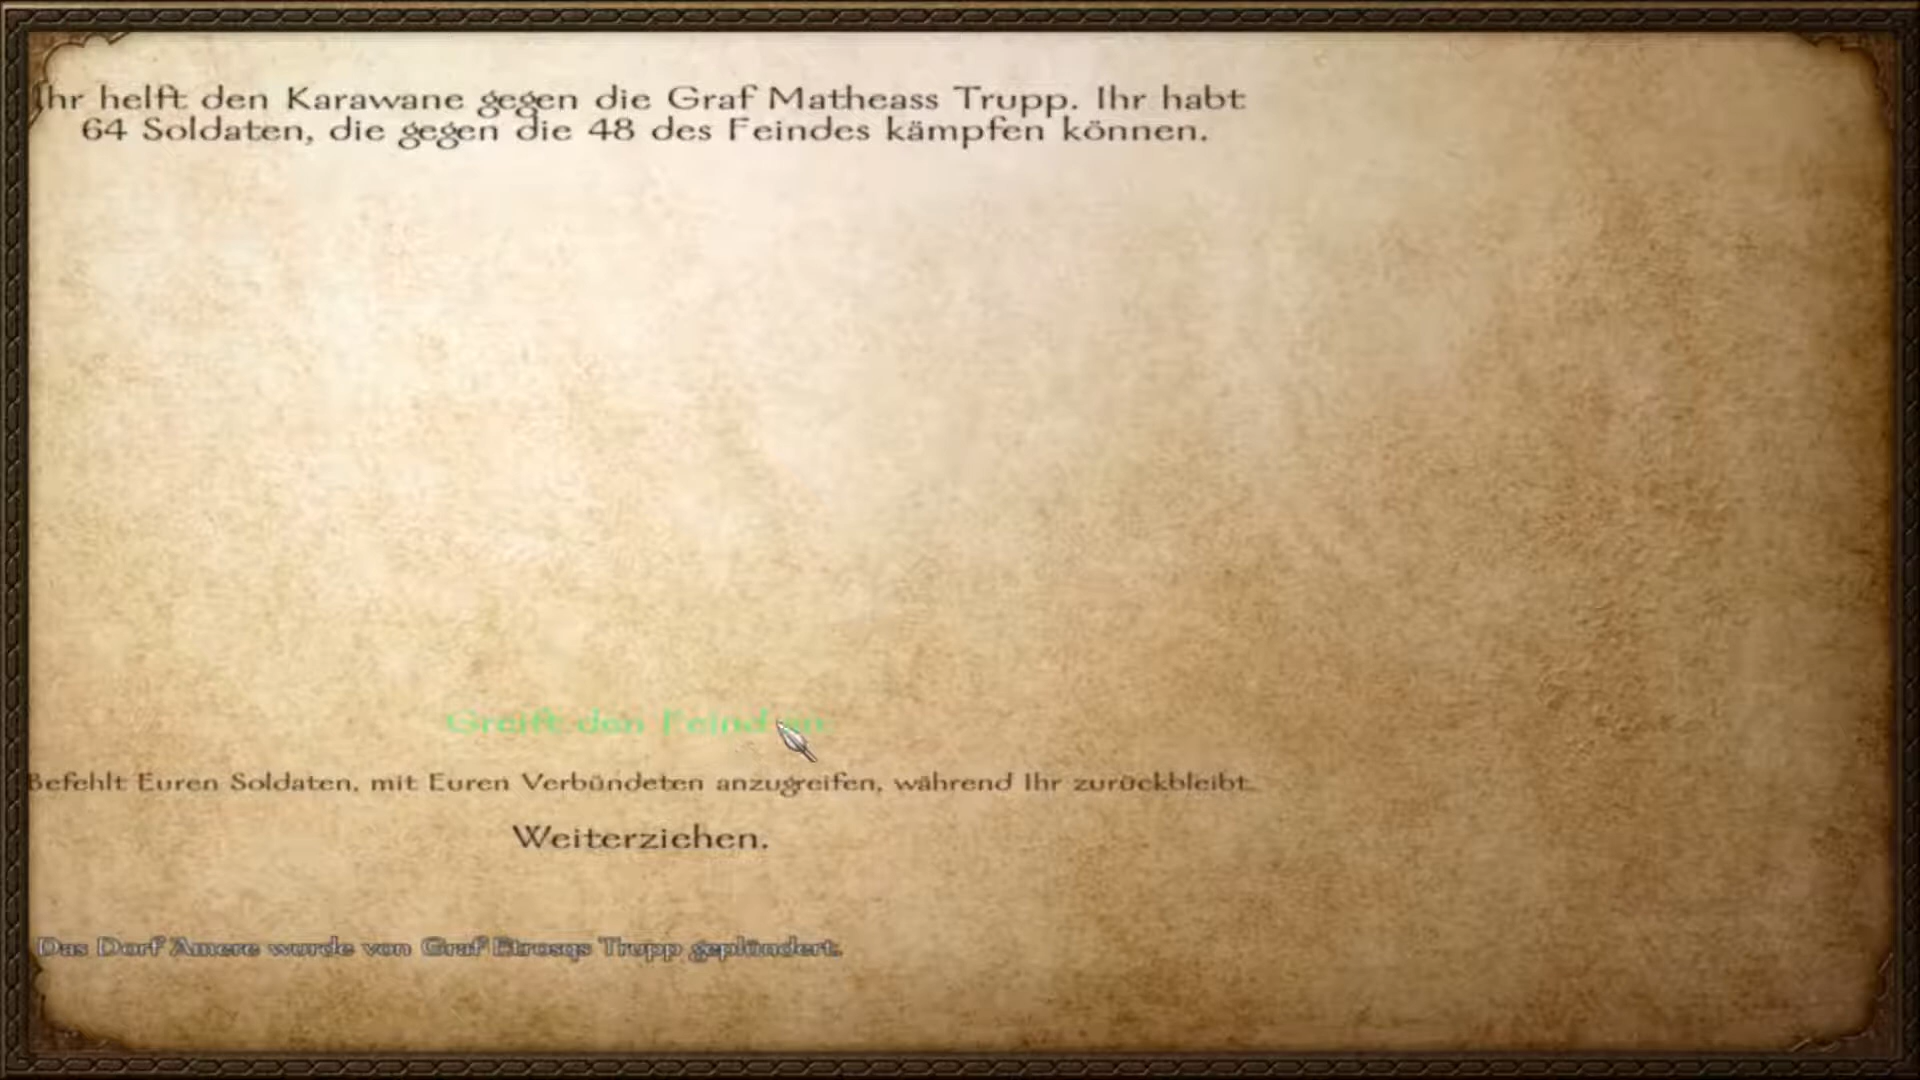 Ihr helft den Karawane gegen die Graf Matheass Trupp. Ihr habt
64 Soldaten, die gegen die 48 des Feindes kämpfen können.
Greift den Feind an.
Befehlt Euren Soldaten, mit Euren Verbündeten anzugreifen, während Ihr zurückbleibt.
Weiterziehen.
Das Dorf Amere wurde von Graf Etrosqs Trupp geplündert.